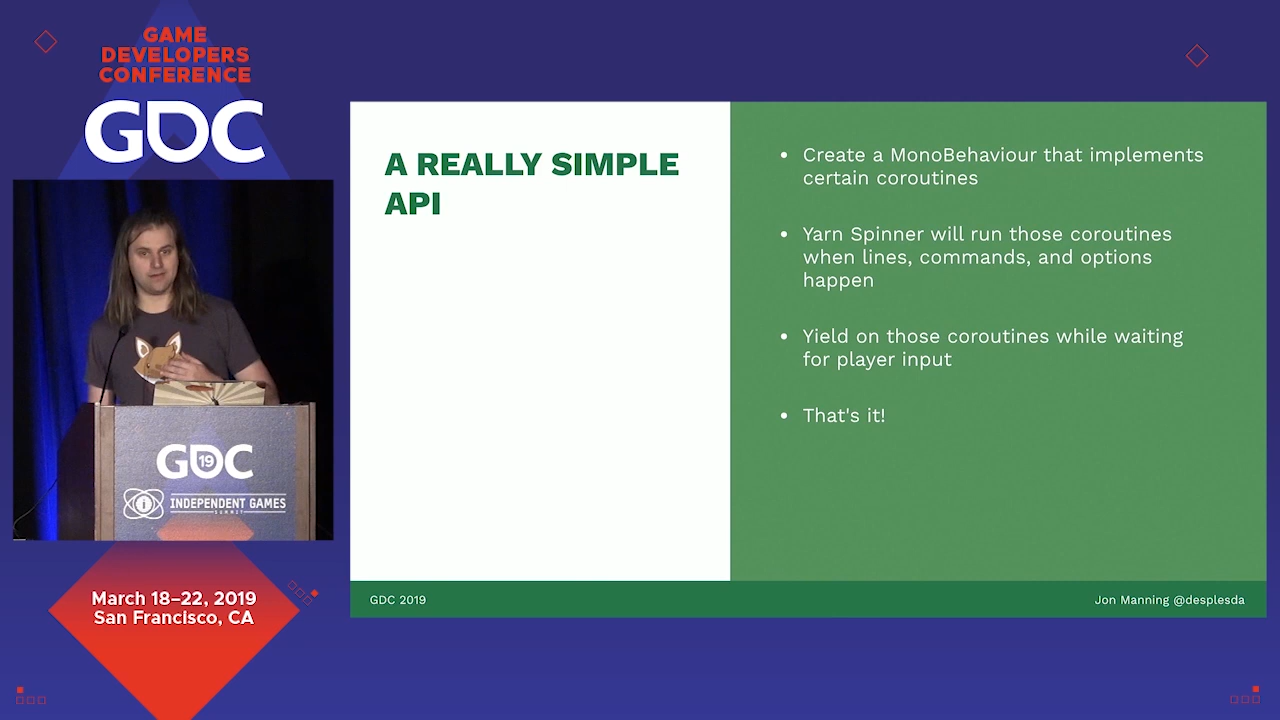 GAME
DEVELOPERS
CONFERENCE
GDC
A REALLY SIMPLE
API
• Create a MonoBehaviour that implements
certain coroutines
• Yarn Spinner will run those coroutines
when lines, commands, and options
happen
• Yield on those coroutines while waiting
for player input
• That's it!
GDC 2019
Jon Manning @desplesda
GDC
19
INDEPENDENT GAMES
SUMMIT
March 18–22, 2019
San Francisco, CA